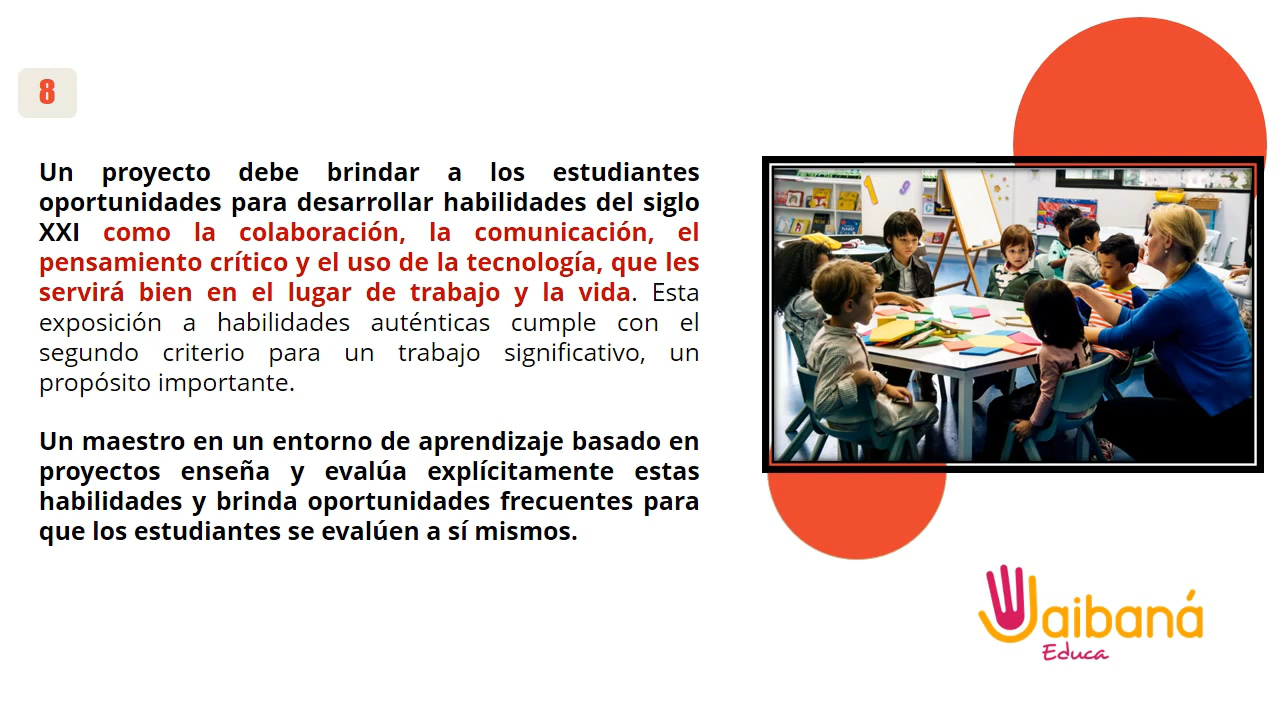 8
Un proyecto debe brindar a los estudiantes
oportunidades para desarrollar habilidades del siglo
XXI como la colaboración, la comunicación, el
pensamiento crítico y el uso de la tecnología, que les
servirá bien en el lugar de trabajo y la vida. Esta
exposición a habilidades auténticas cumple con el
segundo criterio para un trabajo significativo, un
propósito importante.
Un maestro en un entorno de aprendizaje basado en
proyectos enseña y evalúa explícitamente estas
habilidades y brinda oportunidades frecuentes para
que los estudiantes se evalúen a sí mismos.
1 9
Jaibaná
Educa